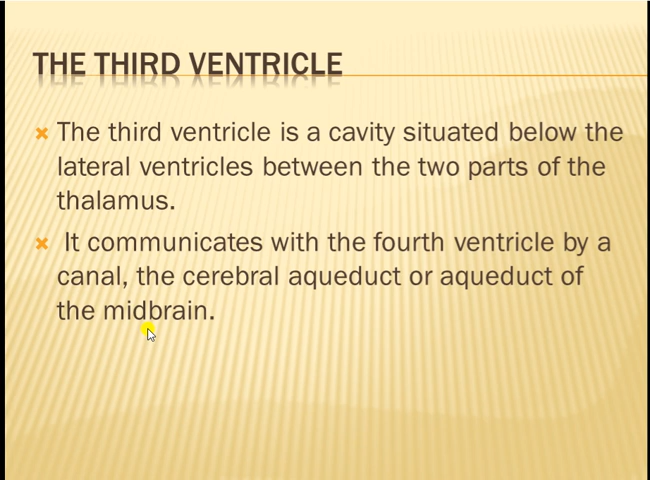 THE THIRD VENTRICLE
The third ventricle is a cavity situated below the
lateral ventricles between the two parts of the
thalamus.
It communicates with the fourth ventricle by a
canal, the cerebral aqueduct or aqueduct of
the midbrain.